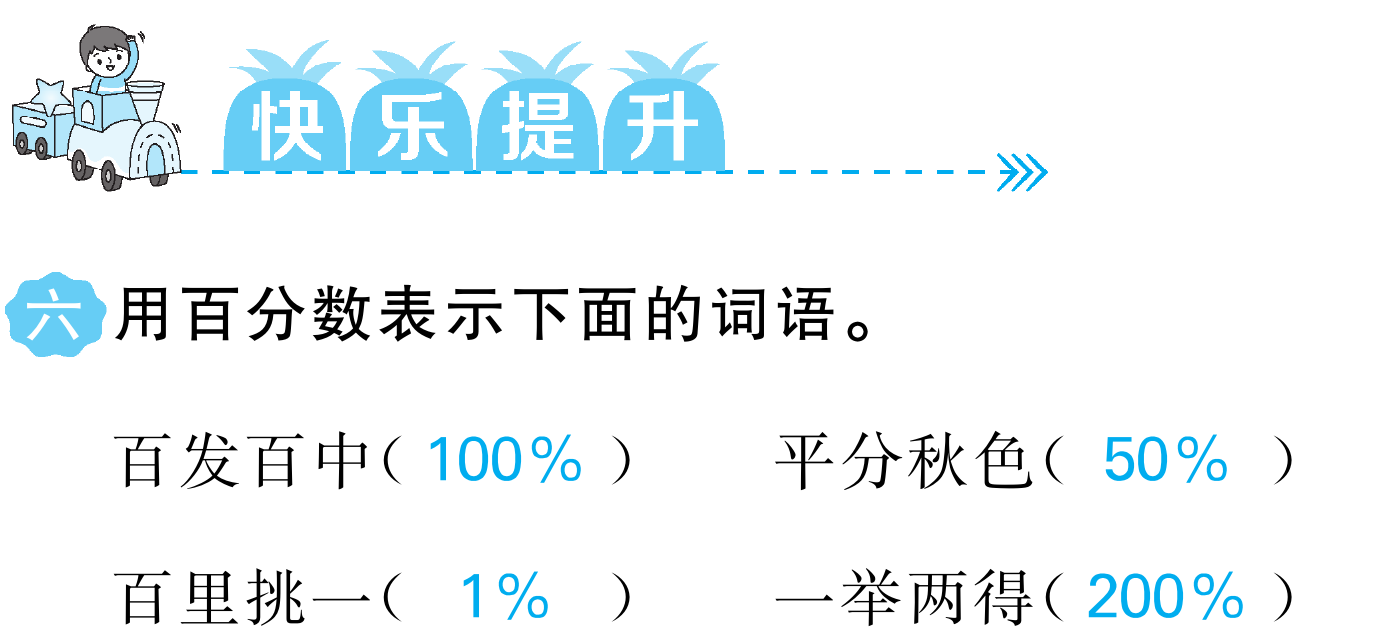 快乐提升
六 用百分数表示下面的词语。
百发百中( 100% ) 平分秋色( 50% )
百里挑一( 1% ) 一举两得( 200% )